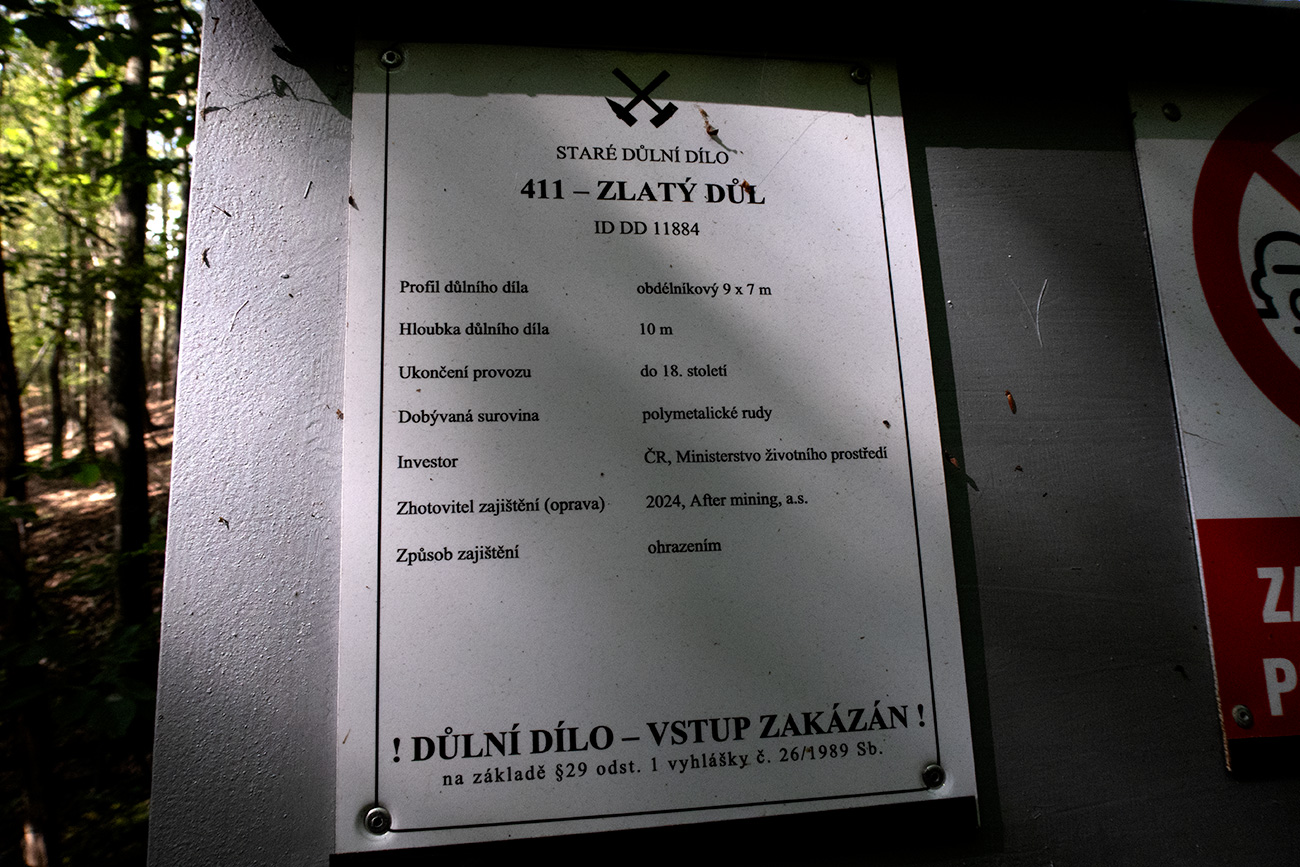 STARÉ DŮLNÍ DÍLO
411 – ZLATÝ DŮL
ID DD 11884
Profil důlního díla obdélníkový 9 x 7 m
Hloubka důlního díla 10 m
Ukončení provozu do 18. století
Dobývaná surovina polymetalické rudy
Investor ČR, Ministerstvo životního prostředí
Zhotovitel zajištění (oprava) 2024, After mining, a.s.
Způsob zajištění ohrazením
! DŮLNÍ DÍLO – VSTUP ZAKÁZÁN !
na základě §29 odst. 1 vyhlášky č. 26/1989 Sb.